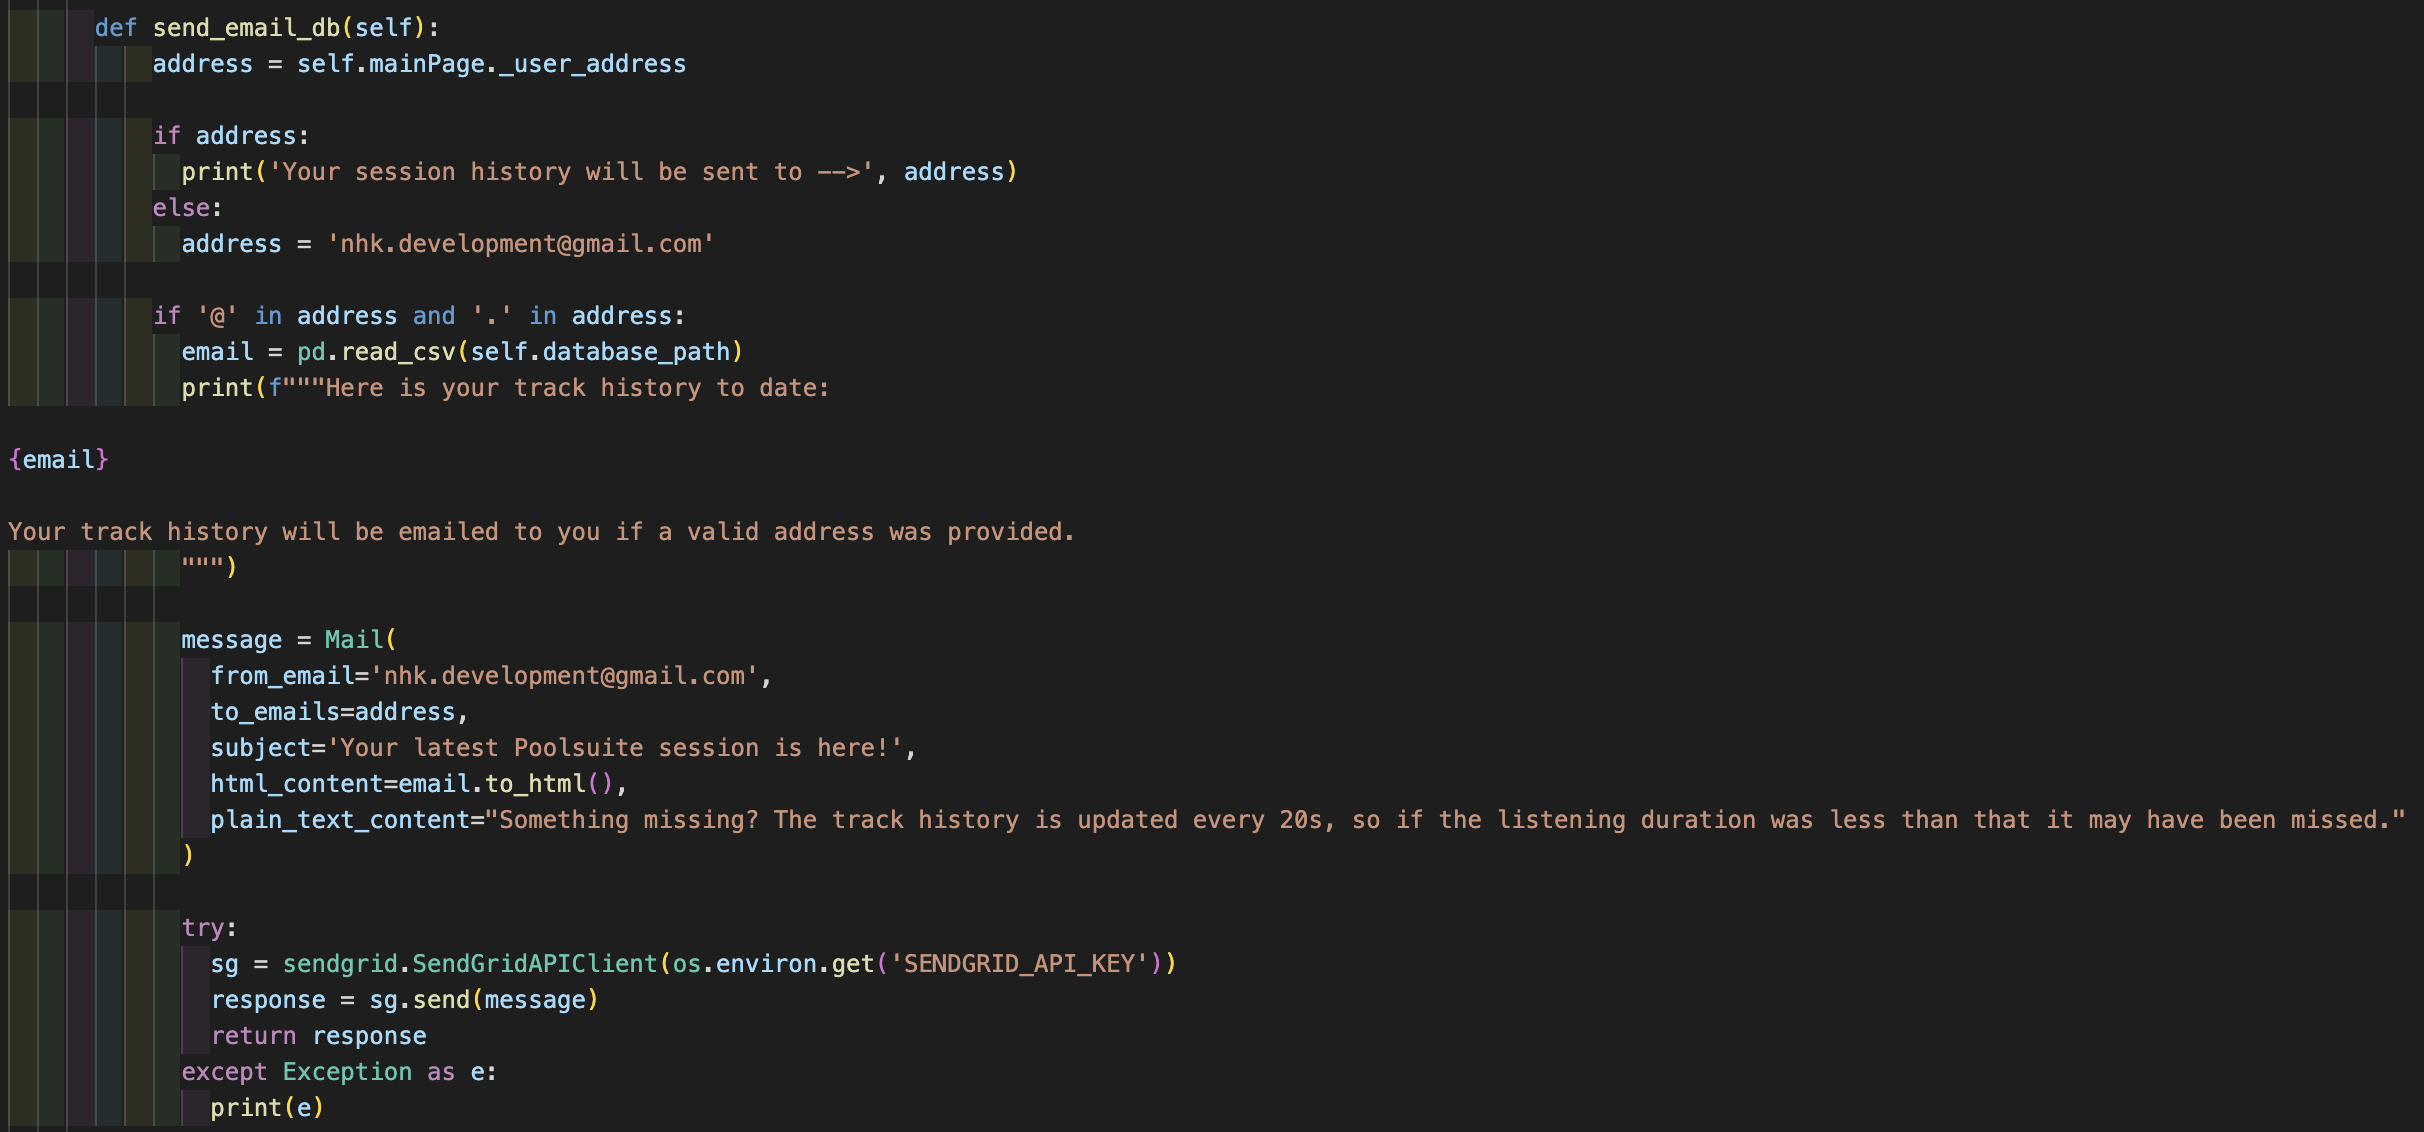 def send_email_db(self):
address = self.mainPage._user_address
if address:
print('Your session history will be sent to -->', address)
else:
address = 'nhk.development@gmail.com'
if '@' in address and '.' in address:
email = pd.read_csv(self.database_path)
print(f"""Here is your track history to date:
{email}
Your track history will be emailed to you if a valid address was provided.
""")
message = Mail(
from_email='nhk.development@gmail.com',
to_emails=address,
subject='Your latest Poolsuite session is here!',
html_content=email.to_html(),
plain_text_content="Something missing? The track history is updated every 20s, so if the listening duration was less than that it may have been missed."
)
try:
sg = sendgrid.SendGridAPIClient(os.environ.get('SENDGRID_API_KEY'))
response = sg.send(message)
return response
except Exception as e:
print(e)